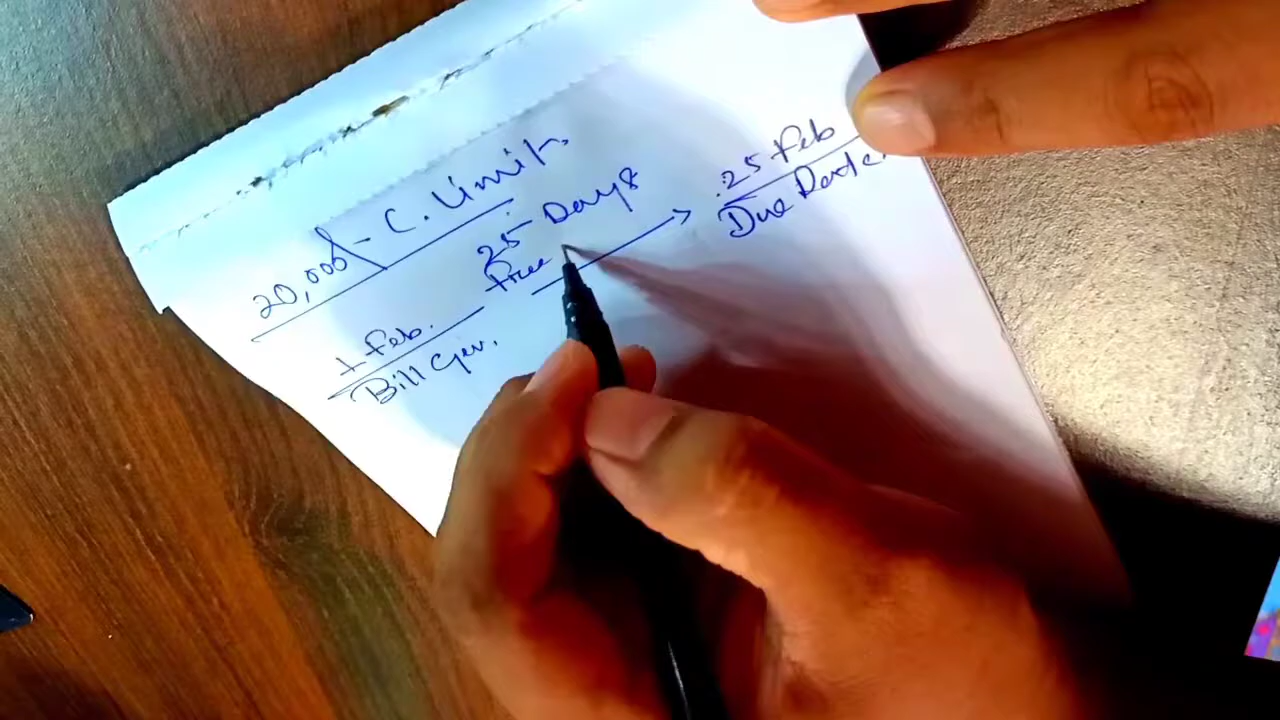 20,000/- C. Limit.
25 Days
Free
1 Feb.
Bill Gen.
25 Feb
Due Date